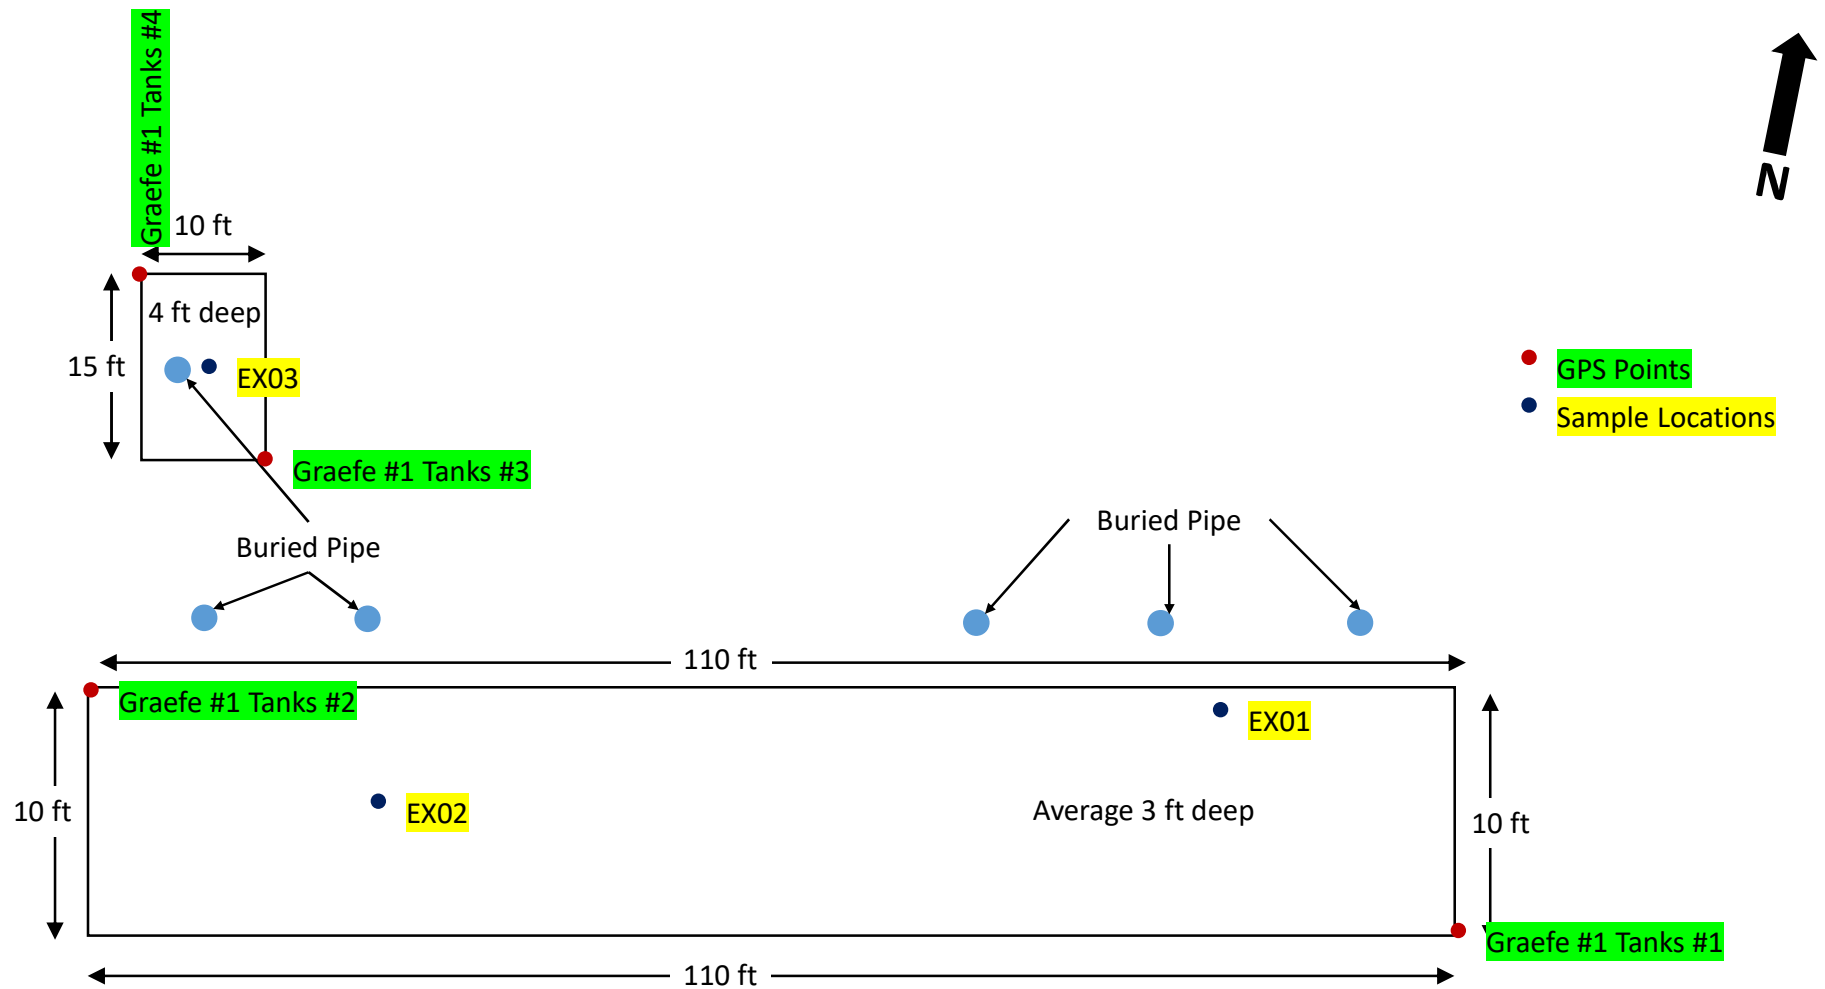 Graefe #1 Tanks #4
N
10 ft
4 ft deep
15 ft
EX03
GPS Points
Sample Locations
Graefe #1 Tanks #3
Buried Pipe
Buried Pipe
110 ft
Graefe #1 Tanks #2
EX01
10 ft
EX02
Average 3 ft deep
10 ft
Graefe #1 Tanks #1
110 ft